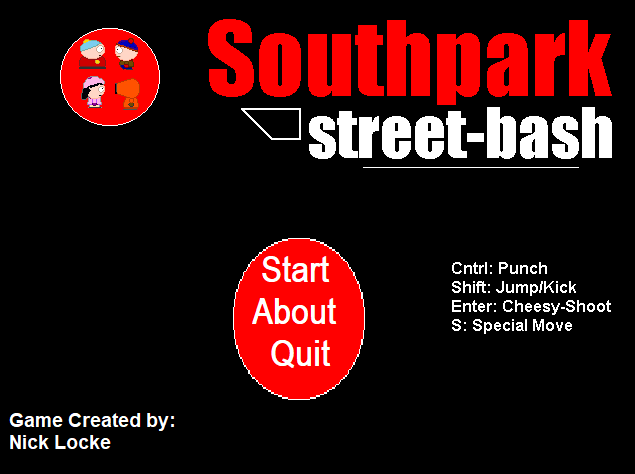 Southpark
street-bash
Start
About
Quit
Cntrl: Punch
Shift: Jump/Kick
Enter: Cheesy-Shoot
S: Special Move
Game Created by:
Nick Locke